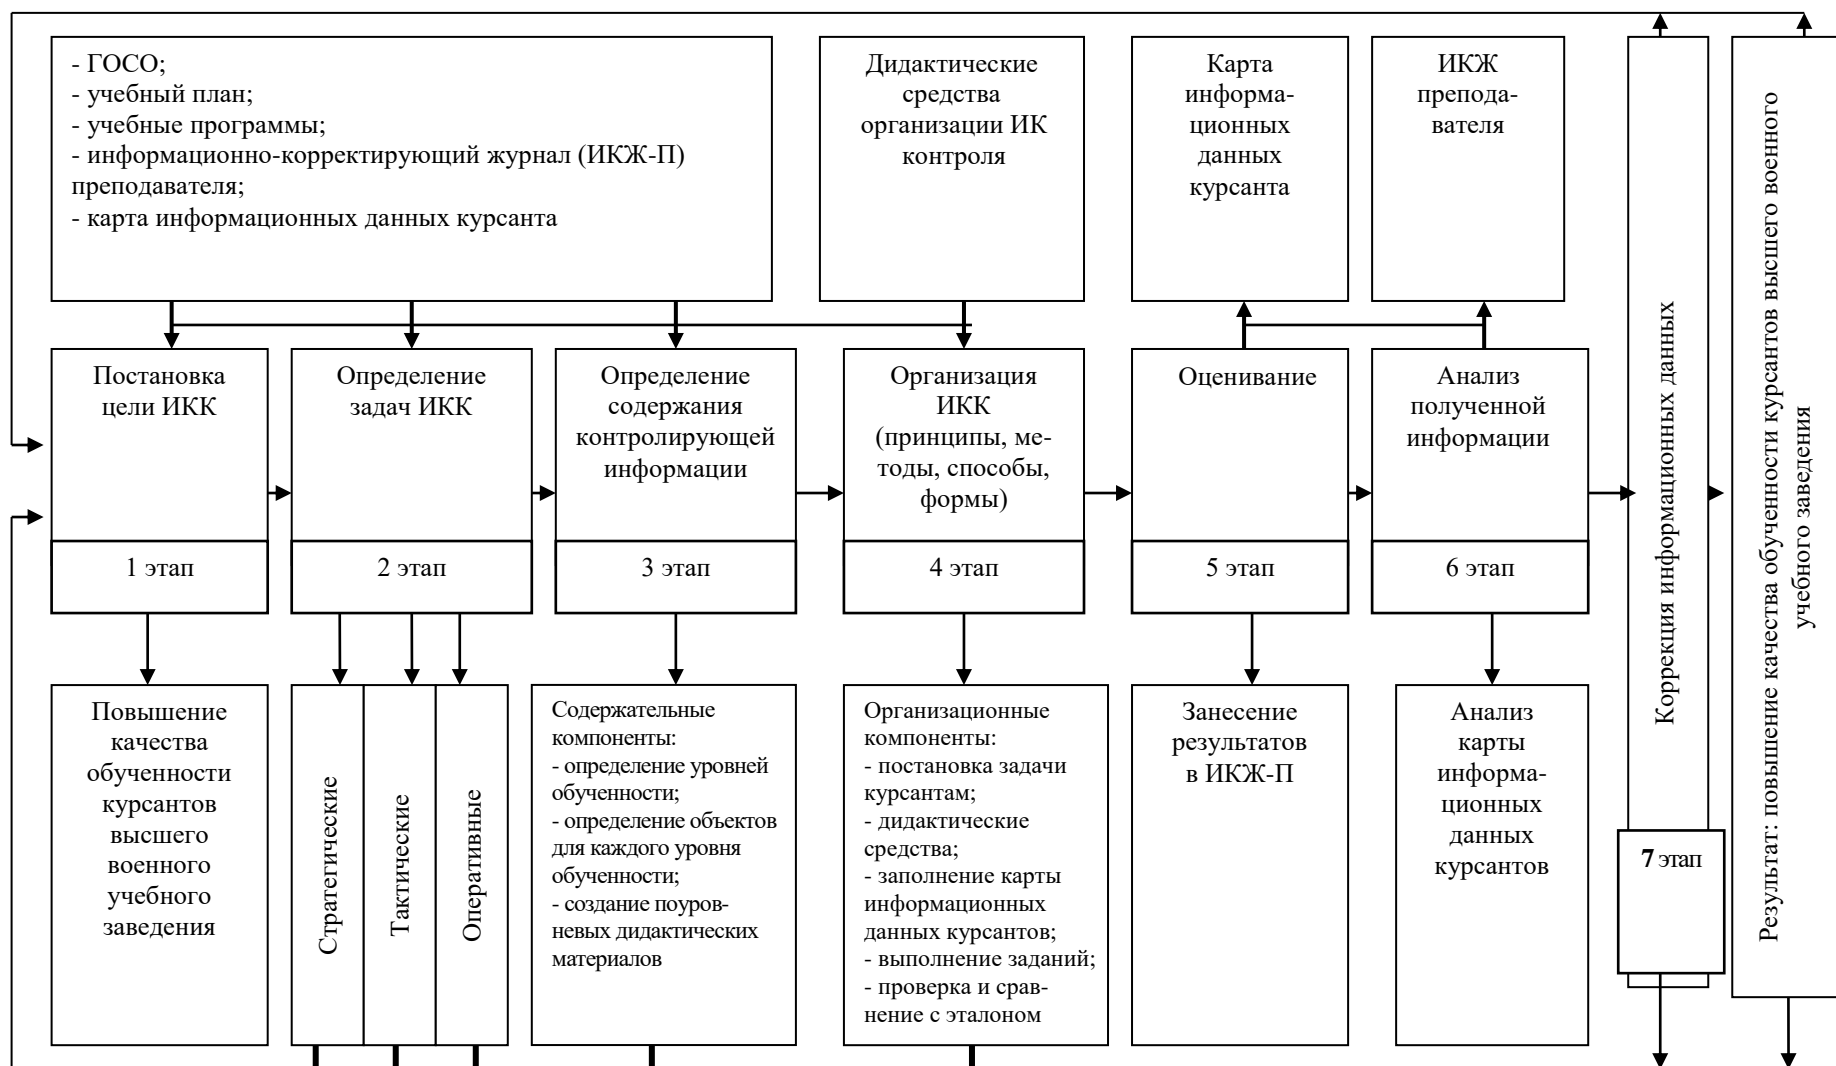 - ГОСО;
- учебный план;
- учебные программы;
- информационно-корректирующий журнал (ИКЖ-П)
преподавателя;
- карта информационных данных курсанта
Дидактические
средства
организации ИК
контроля
Карта
информа-
ционных
данных
курсанта
ИКЖ
препода-
вателя
Постановка
цели ИКК
1 этап
Определение
задач ИКК
2 этап
Определение
содержания
контролирующей
информации
3 этап
Организация
ИКК
(принципы, ме-
тоды, способы,
формы)
4 этап
Оценивание
5 этап
Анализ
полученной
информации
6 этап
Коррекция информационных данных
7 этап
Результат: повышение качества обученности курсантов высшего военного
учебного заведения
Повышение
качества
обученности
курсантов
высшего
военного
учебного
заведения
Стратегические
Тактические
Оперативные
Содержательные
компоненты:
- определение уровней
обученности;
- определение объектов
для каждого уровня
обученности;
- создание поуров-
невых дидактических
материалов
Организационные
компоненты:
- постановка задачи
курсантам;
- дидактические
средства;
- заполнение карты
информационных
данных курсантов;
- выполнение заданий;
- проверка и срав-
нение с эталоном
Занесение
результатов
в ИКЖ-П
Анализ
карты
информа-
ционных
данных
курсантов